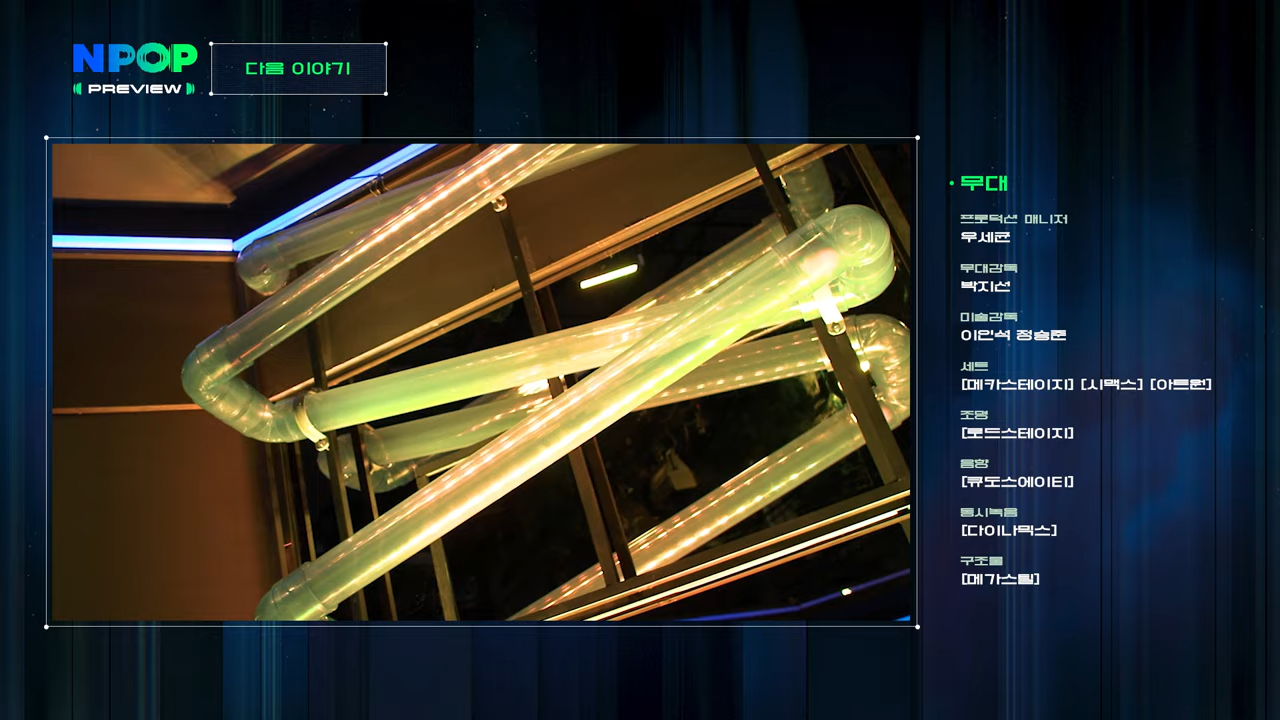 NPOP
PREVIEW
다음 이야기
무대
프로덕션 매니저
우세균
무대감독
박지선
미술감독
이인석 정승준
세트
[메카스테이지] [시맥스] [아트원]
조명
[로드스테이지]
음향
[큐도스에이티]
동시녹음
[다이나믹스]
구조물
[메가스틸]